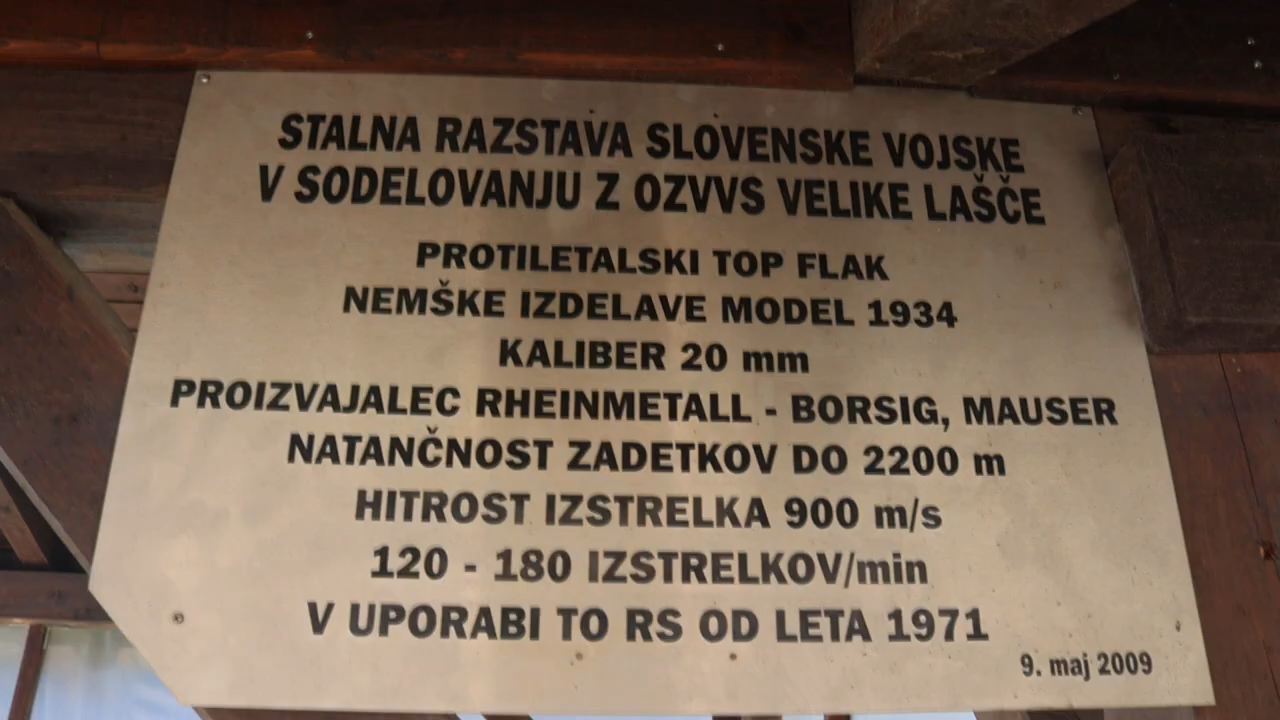 STALNA RAZSTAVA SLOVENSKE VOJSKE
V SODELOVANJU Z OZVVS VELIKE LAŠČE
PROTILETALSKI TOP FLAK
NEMŠKE IZDELAVE MODEL 1934
KALIBER 20 mm
PROIZVAJALEC RHEINMETALL - BORSIG, MAUSER
NATANČNOST ZADETKOV DO 2200 m
HITROST IZSTRELKA 900 m/s
120 - 180 IZSTRELKOV/min
V UPORABI TO RS OD LETA 1971
9. maj 2009